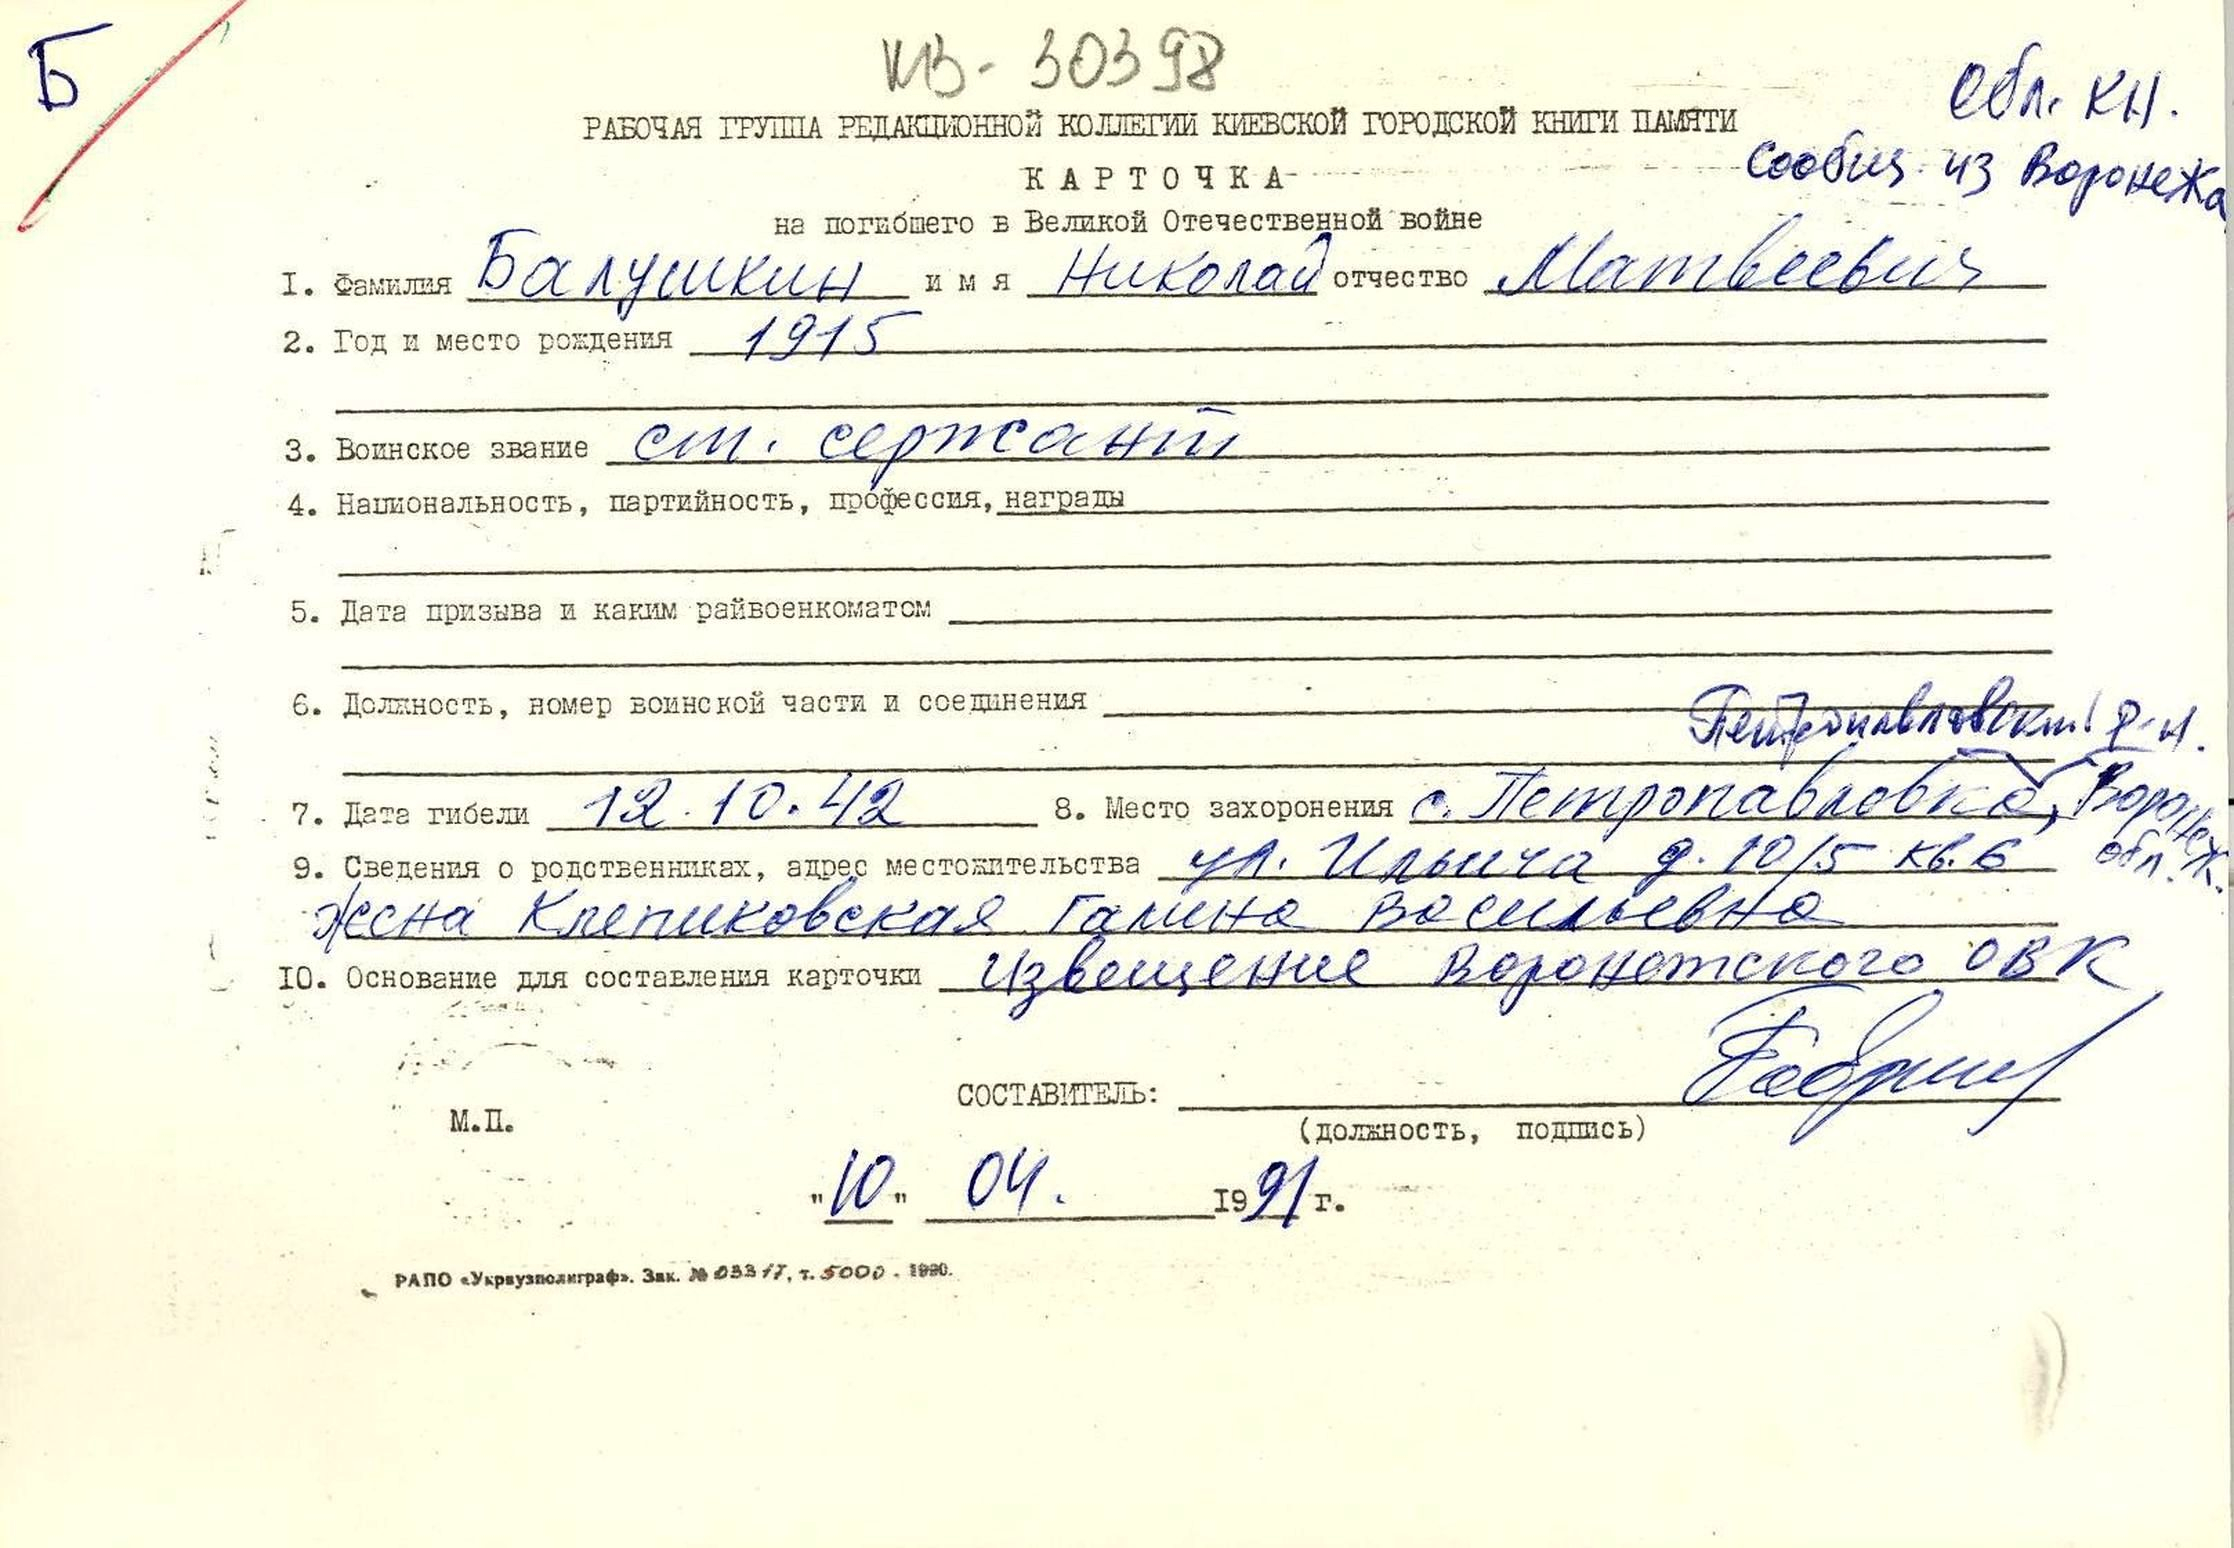 Б
КВ- 30398
Обл. кн.
РАБОЧАЯ ГРУППА РЕДАКЦИОННОЙ КОЛЛЕГИИ КИЕВСКОЙ ГОРОДСКОЙ КНИГИ ПАМЯТИ
сообщ. из Воронежа
КАРТОЧКА
на погибшего в Великой Отечественной войне
1. Фамилия Балушкин имя Николай отчество Матвеевич
2. Год и место рождения 1915
3. Воинское звание ст. сержант
4. Национальность, партийность, профессия, награды
5. Дата призыва и каким райвоенкоматом
6. Должность, номер воинской части и соединения
Петропавловский р-н.
7. Дата гибели 12.10.42 8. Место захоронения с. Петропавловка, Воронеж. обл.
9. Сведения о родственниках, адрес местожительства ул. Ильича д. 10/5 кв. 6
жена Клепиковская Галина Васильевна
10. Основание для составления карточки извещение Воронежского ОВК
СОСТАВИТЕЛЬ:
М.П.
(должность, подпись)
"10" 04. 1991 г.
РАПО «Укрвузполиграф». Зак. № 03317, т. 5000. 1990.